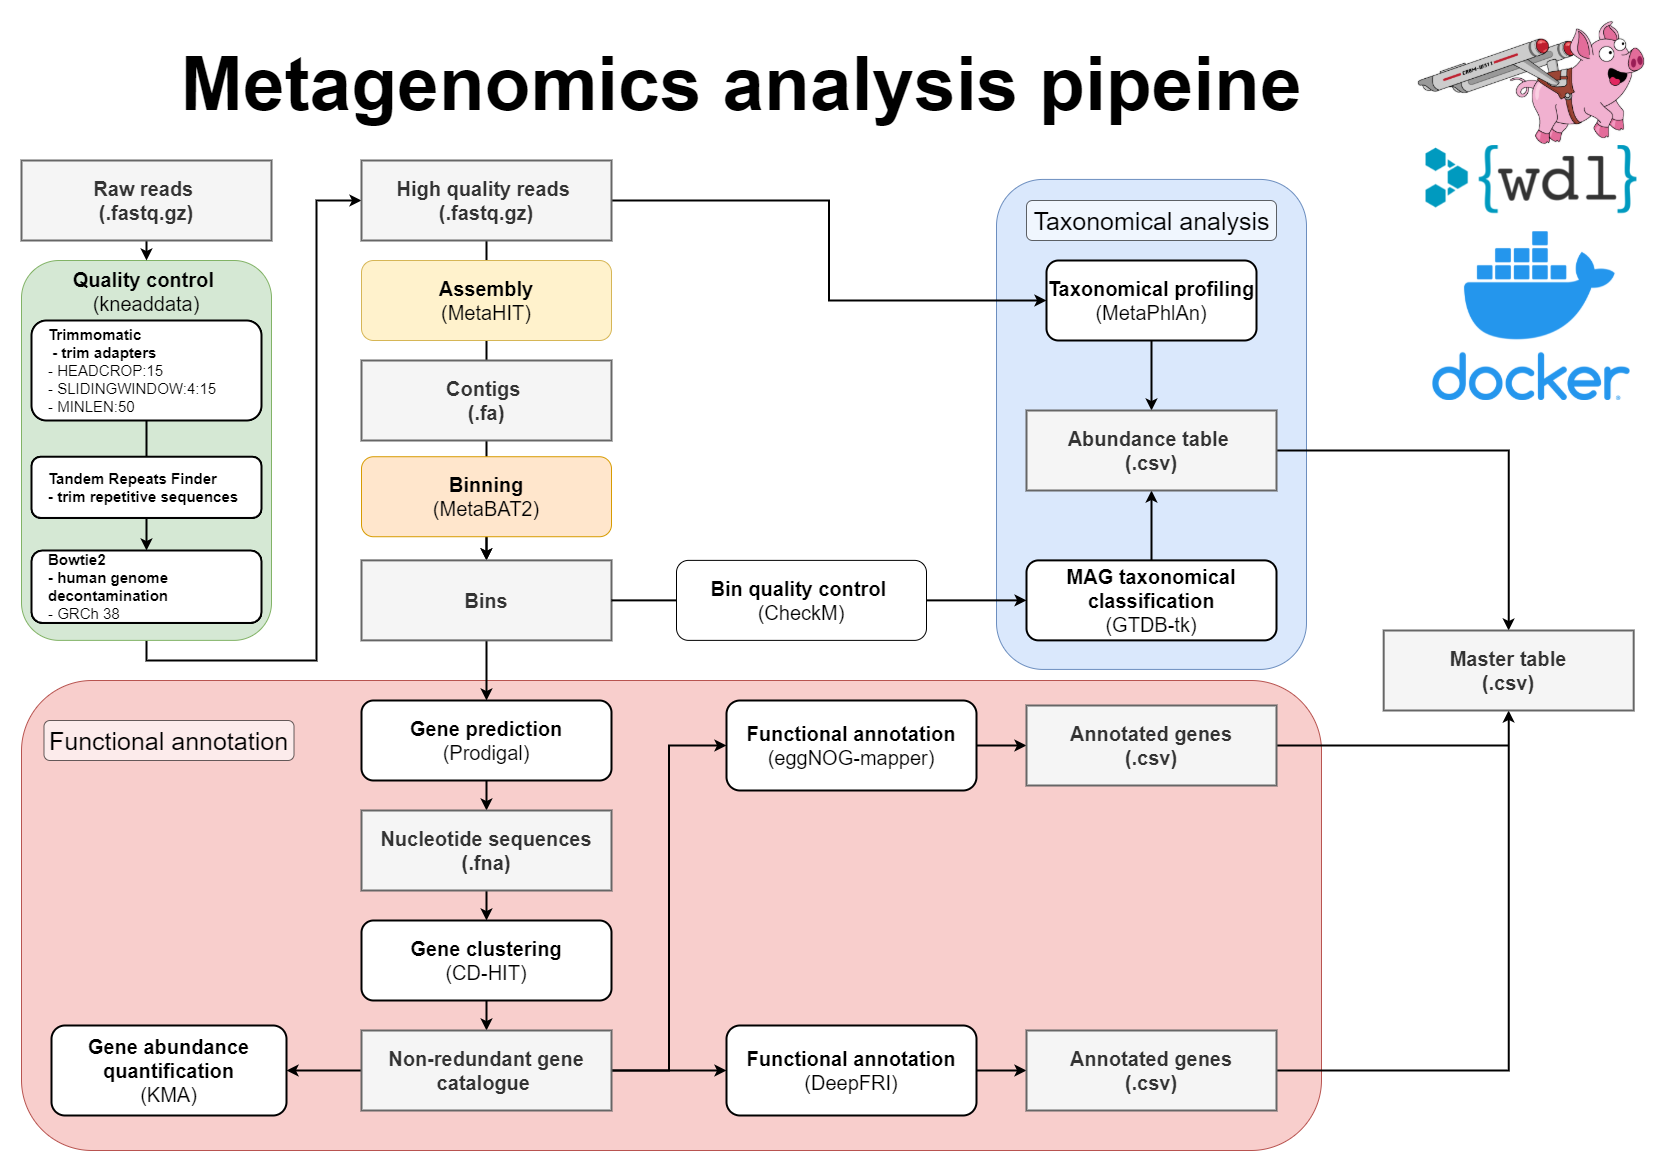 Metagenomics analysis pipeine
Raw reads
(.fastq.gz)
Quality control
(kneaddata)
Trimmomatic
- trim adapters
- HEADCROP:15
- SLIDINGWINDOW:4:15
- MINLEN:50
Tandem Repeats Finder
- trim repetitive sequences
Bowtie2
- human genome
decontamination
- GRCh 38
High quality reads
(.fastq.gz)
Assembly
(MetaHIT)
Contigs
(.fa)
Binning
(MetaBAT2)
Bins
Bin quality control
(CheckM)
Taxonomical analysis
Taxonomical profiling
(MetaPhlAn)
Abundance table
(.csv)
MAG taxonomical
classification
(GTDB-tk)
{wdl}
docker
Master table
(.csv)
Functional annotation
Gene prediction
(Prodigal)
Nucleotide sequences
(.fna)
Gene clustering
(CD-HIT)
Non-redundant gene
catalogue
Gene abundance
quantification
(KMA)
Functional annotation
(eggNOG-mapper)
Annotated genes
(.csv)
Functional annotation
(DeepFRI)
Annotated genes
(.csv)